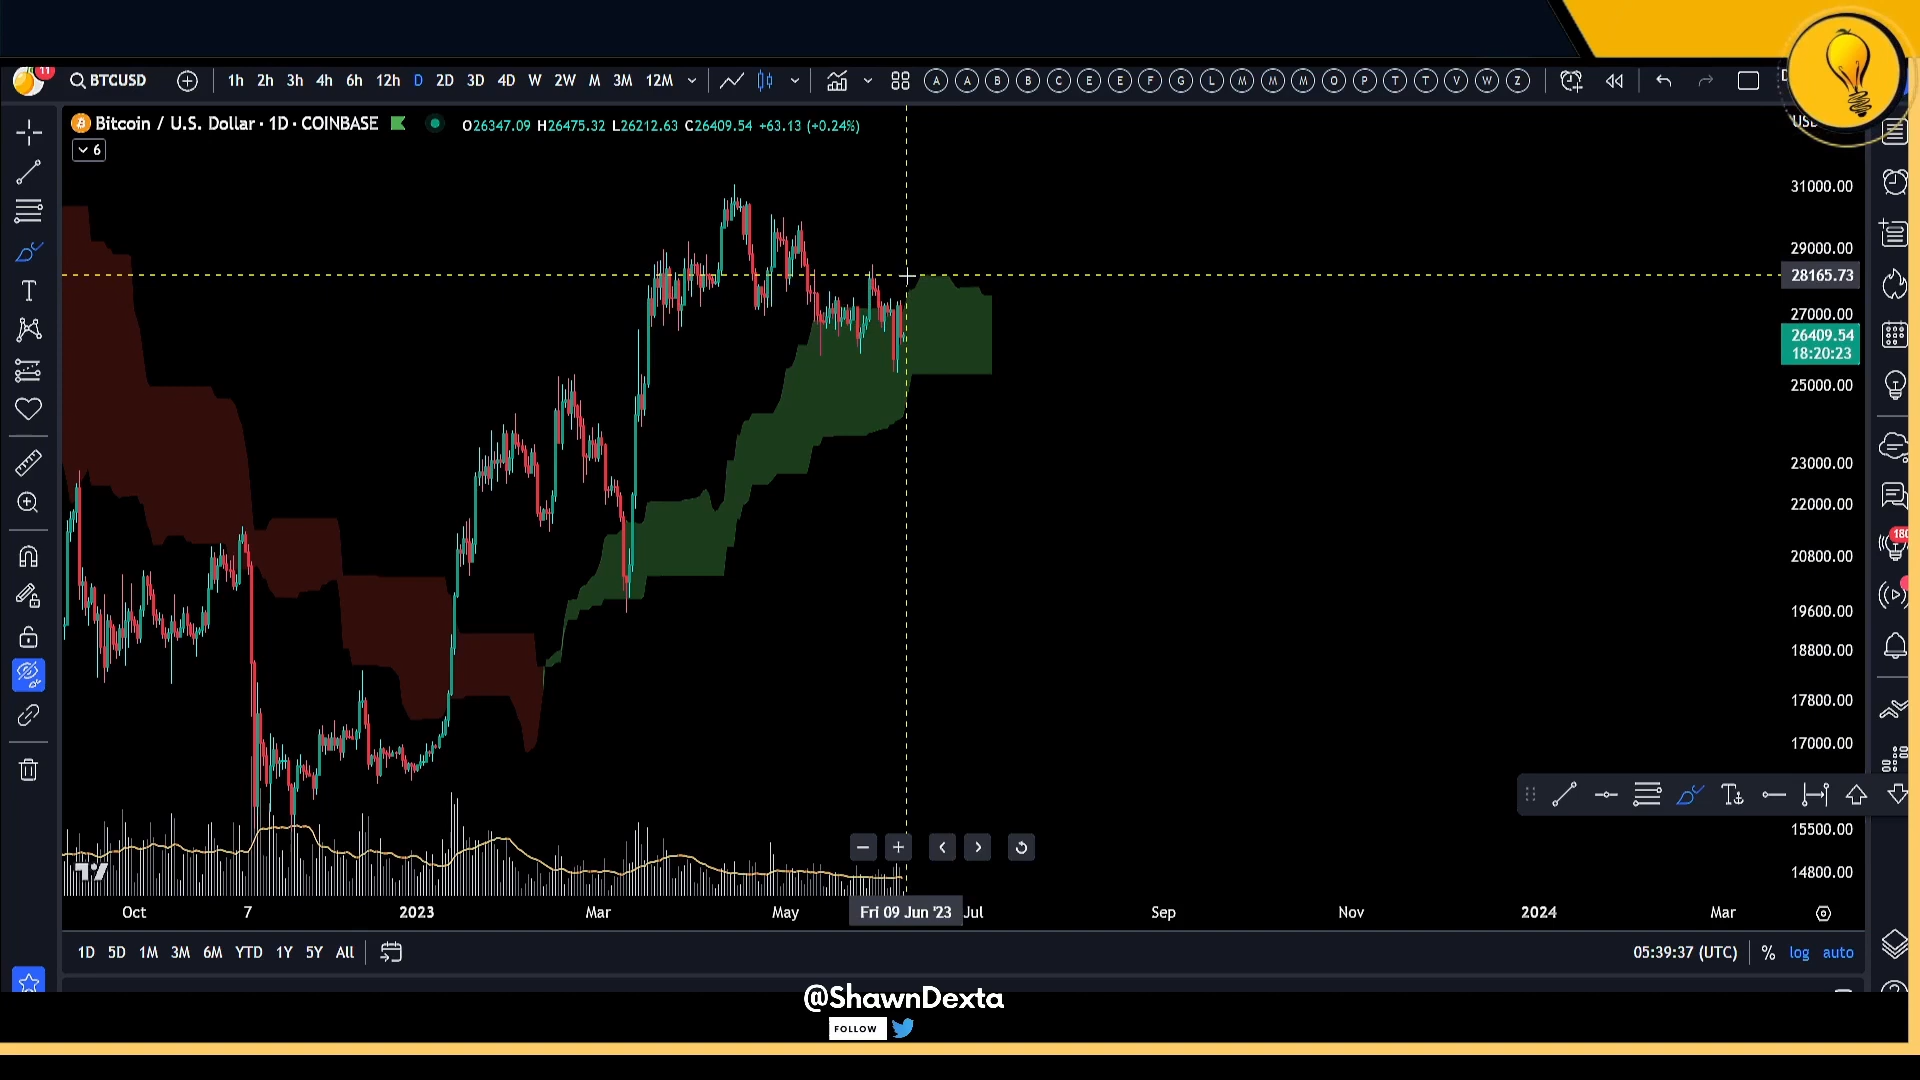 11
BTCUSD
1h 2h 3h 4h 6h 12h D 2D 3D 4D W 2W M 3M 12M
A A B B C E E F G L M M M O P T T V W Z
Bitcoin / U.S. Dollar · 1D · COINBASE
O26347.09 H26475.32 L26212.63 C26409.54 +63.13 (+0.24%)
6
31000.00
29000.00
28165.73
27000.00
26409.54
18:20:23
25000.00
23000.00
22000.00
20800.00
19600.00
18800.00
17800.00
17000.00
15500.00
14800.00
180
Oct 7 2023 Mar May Fri 09 Jun '23 Jul Sep Nov 2024 Mar
1D 5D 1M 3M 6M YTD 1Y 5Y All
05:39:37 (UTC) % log auto
@ShawnDexta
FOLLOW